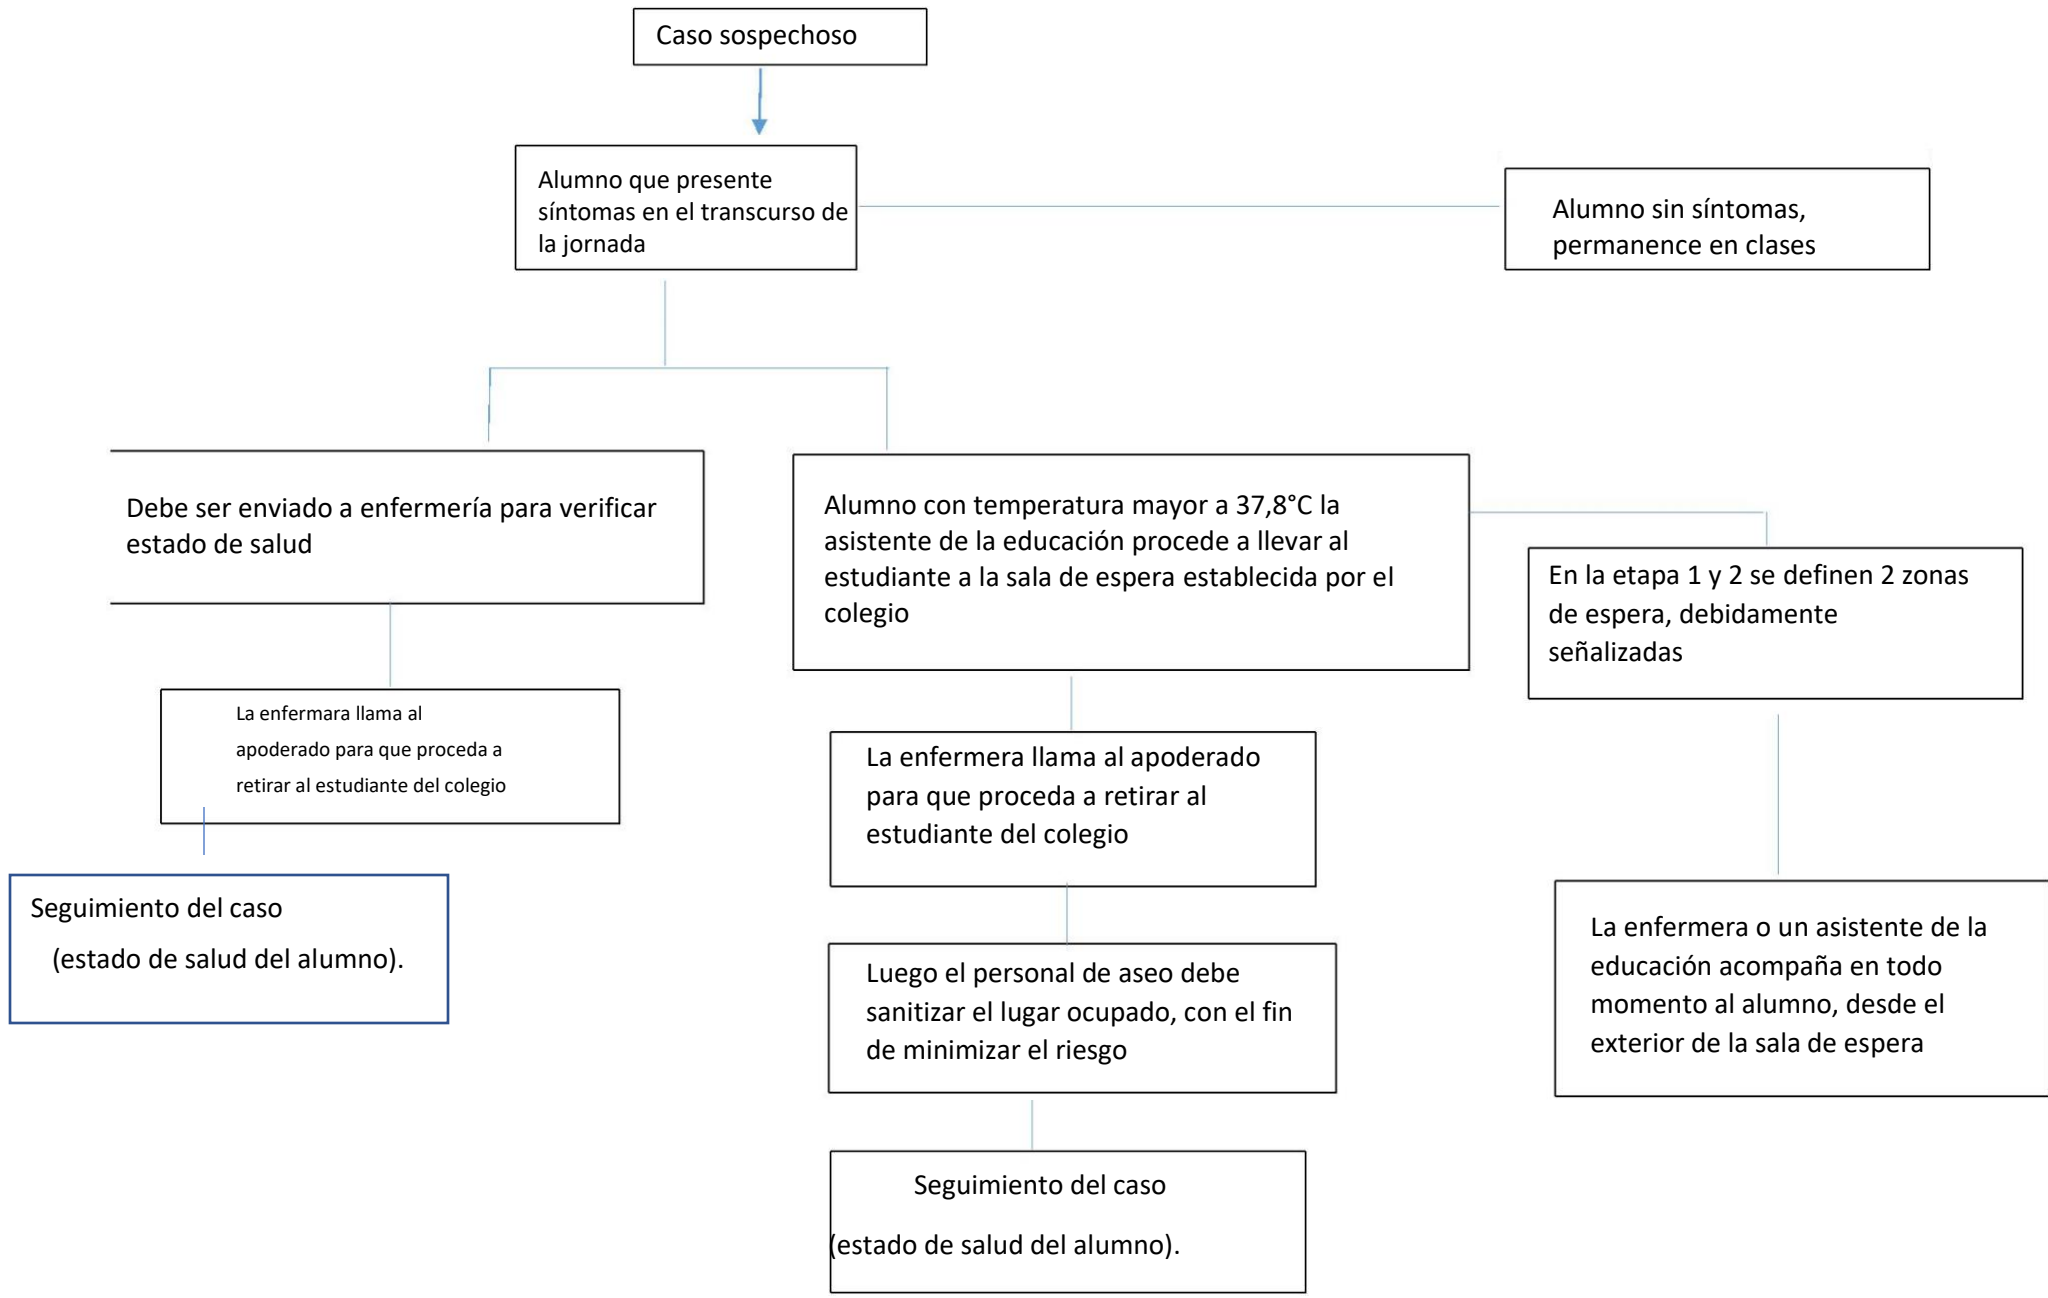 Caso sospechoso
Alumno que presente
síntomas en el transcurso de
la jornada
Alumno sin síntomas,
permanence en clases
Debe ser enviado a enfermería para verificar
estado de salud
Alumno con temperatura mayor a 37,8°C la
asistente de la educación procede a llevar al
estudiante a la sala de espera establecida por el
colegio
En la etapa 1 y 2 se definen 2 zonas
de espera, debidamente
señalizadas
La enfermara llama al
apoderado para que proceda a
retirar al estudiante del colegio
La enfermera llama al apoderado
para que proceda a retirar al
estudiante del colegio
Seguimiento del caso
(estado de salud del alumno).
La enfermera o un asistente de la
educación acompaña en todo
momento al alumno, desde el
exterior de la sala de espera
Luego el personal de aseo debe
sanitizar el lugar ocupado, con el fin
de minimizar el riesgo
Seguimiento del caso
(estado de salud del alumno).